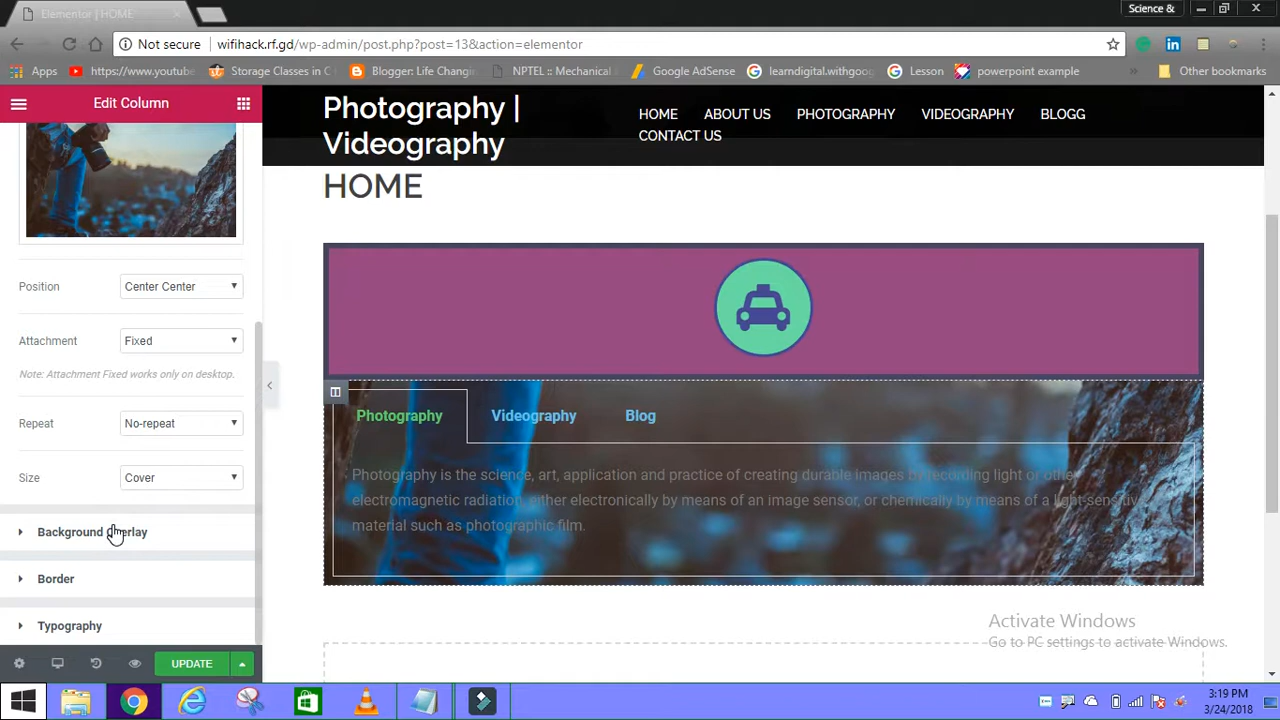 Elementor | HOME
Science &
Not secure wifihack.rf.gd/wp-admin/post.php?post=13&action=elementor
Apps https://www.youtube Storage Classes in C Blogger: Life Changin NPTEL :: Mechanical Google AdSense learndigital.withgoo Lesson powerpoint example Other bookmarks
Edit Column
Position Center Center
Attachment Fixed
Note: Attachment Fixed works only on desktop.
Repeat No-repeat
Size Cover
Background Overlay
Border
Typography
UPDATE
Photography |
Videography
HOME ABOUT US PHOTOGRAPHY VIDEOGRAPHY BLOGG
CONTACT US
HOME
Photography Videography Blog
Photography is the science, art, application and practice of creating durable images by recording light or other
electromagnetic radiation, either electronically by means of an image sensor, or chemically by means of a light-sensitive
material such as photographic film.
Activate Windows
Go to PC settings to activate Windows.
3:19 PM
3/24/2018